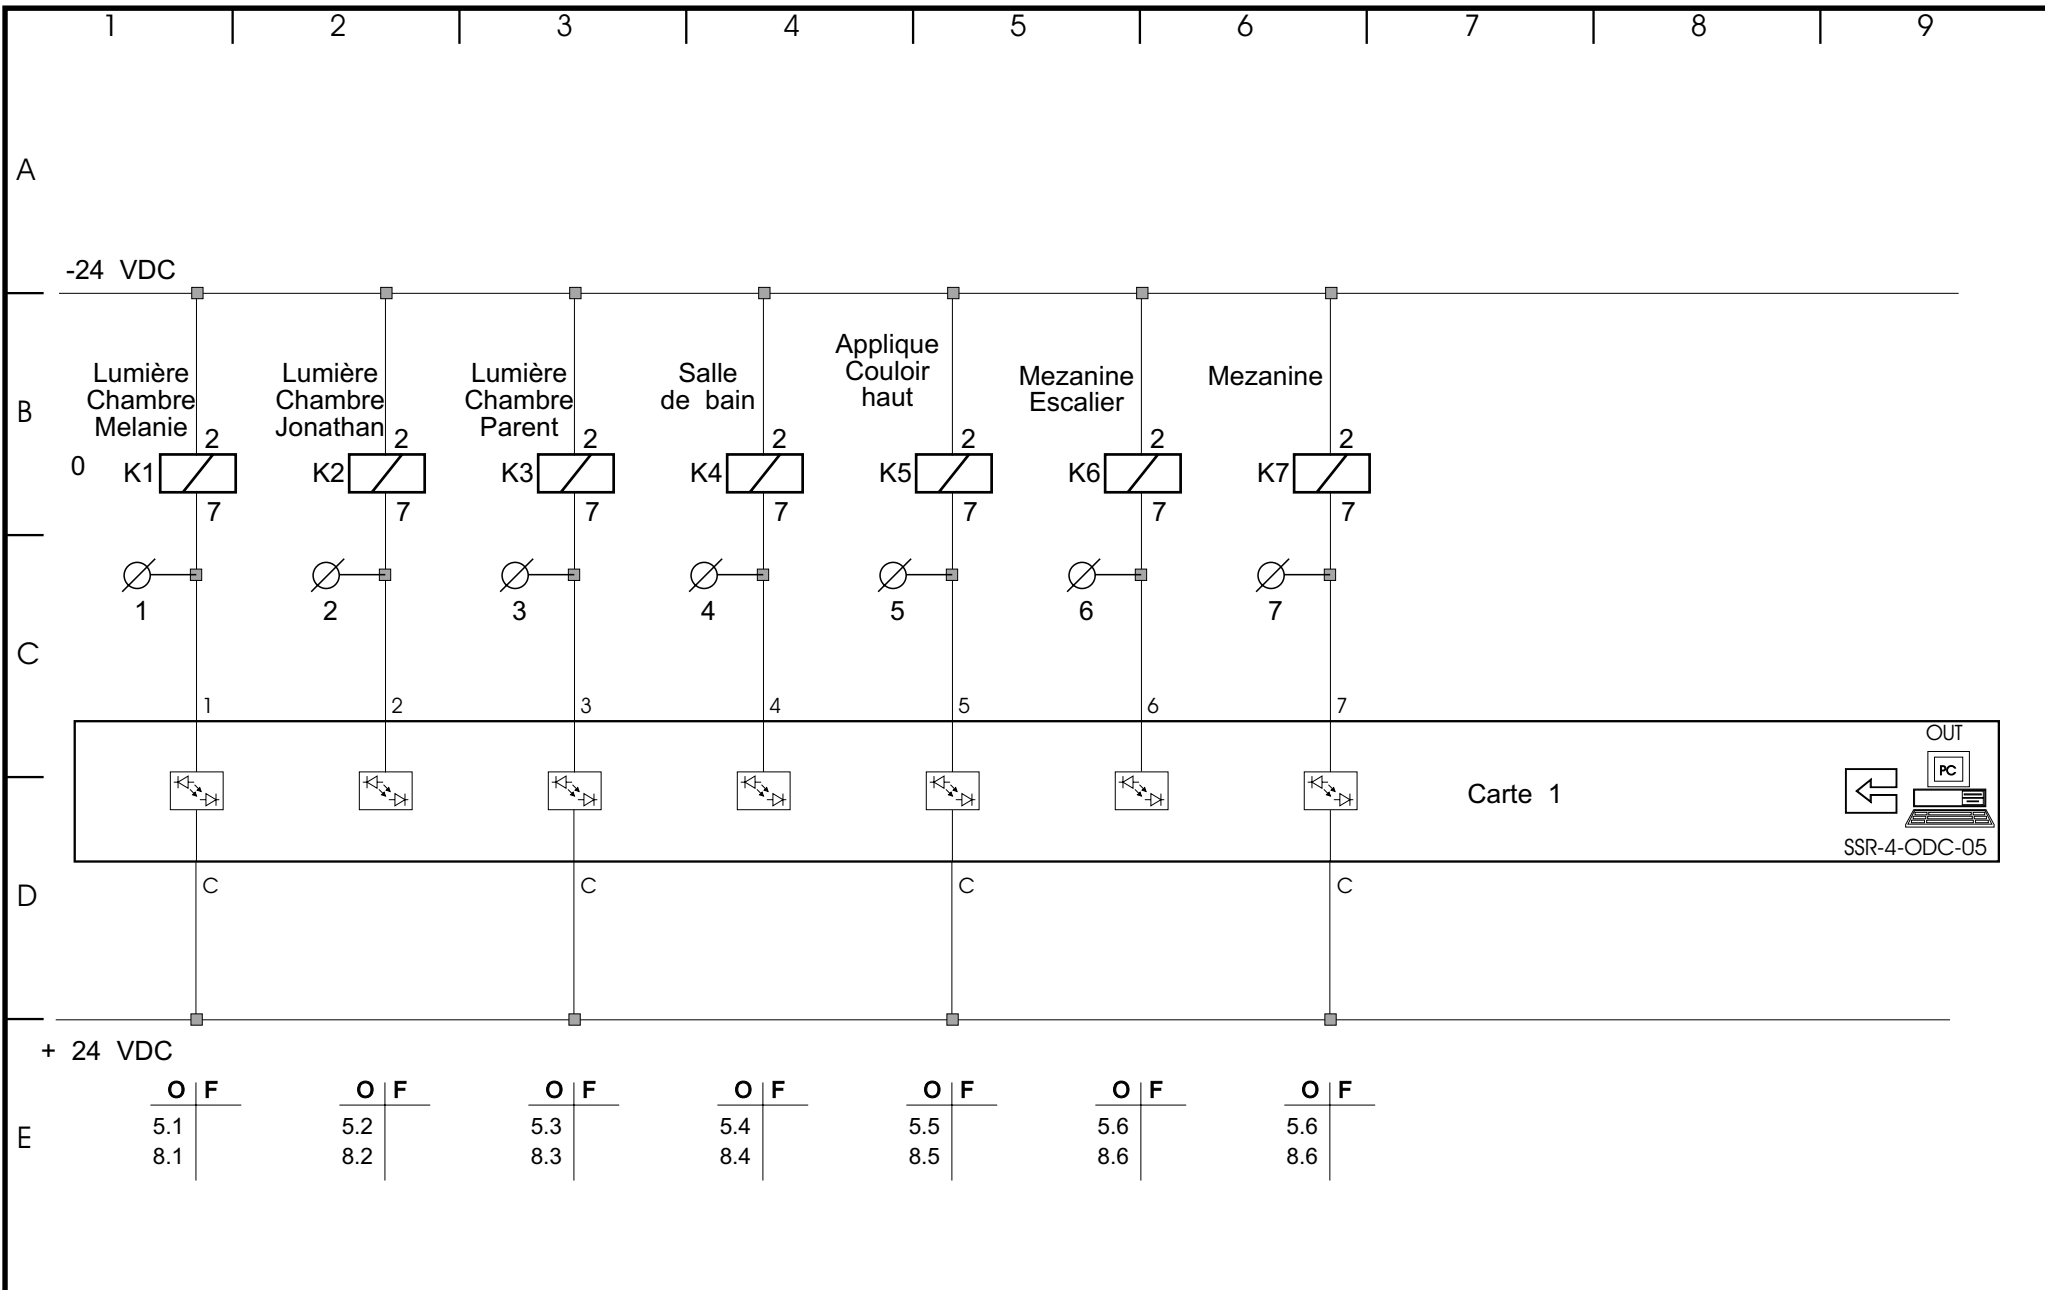 1 2 3 4 5 6 7 8 9
A
-24 VDC
Lumière
Chambre
Melanie
Lumière
Chambre
Jonathan
Lumière
Chambre
Parent
Salle
de bain
Applique
Couloir
haut
Mezanine
Escalier
Mezanine
B
2 2 2 2 2 2 2
0 K1 K2 K3 K4 K5 K6 K7
7 7 7 7 7 7 7
1 2 3 4 5 6 7
C
1 2 3 4 5 6 7
OUT
PC
Carte 1
SSR-4-ODC-05
D
C C C C
+ 24 VDC
O F O F O F O F O F O F O F
5.1 5.2 5.3 5.4 5.5 5.6 5.6
E
8.1 8.2 8.3 8.4 8.5 8.6 8.6